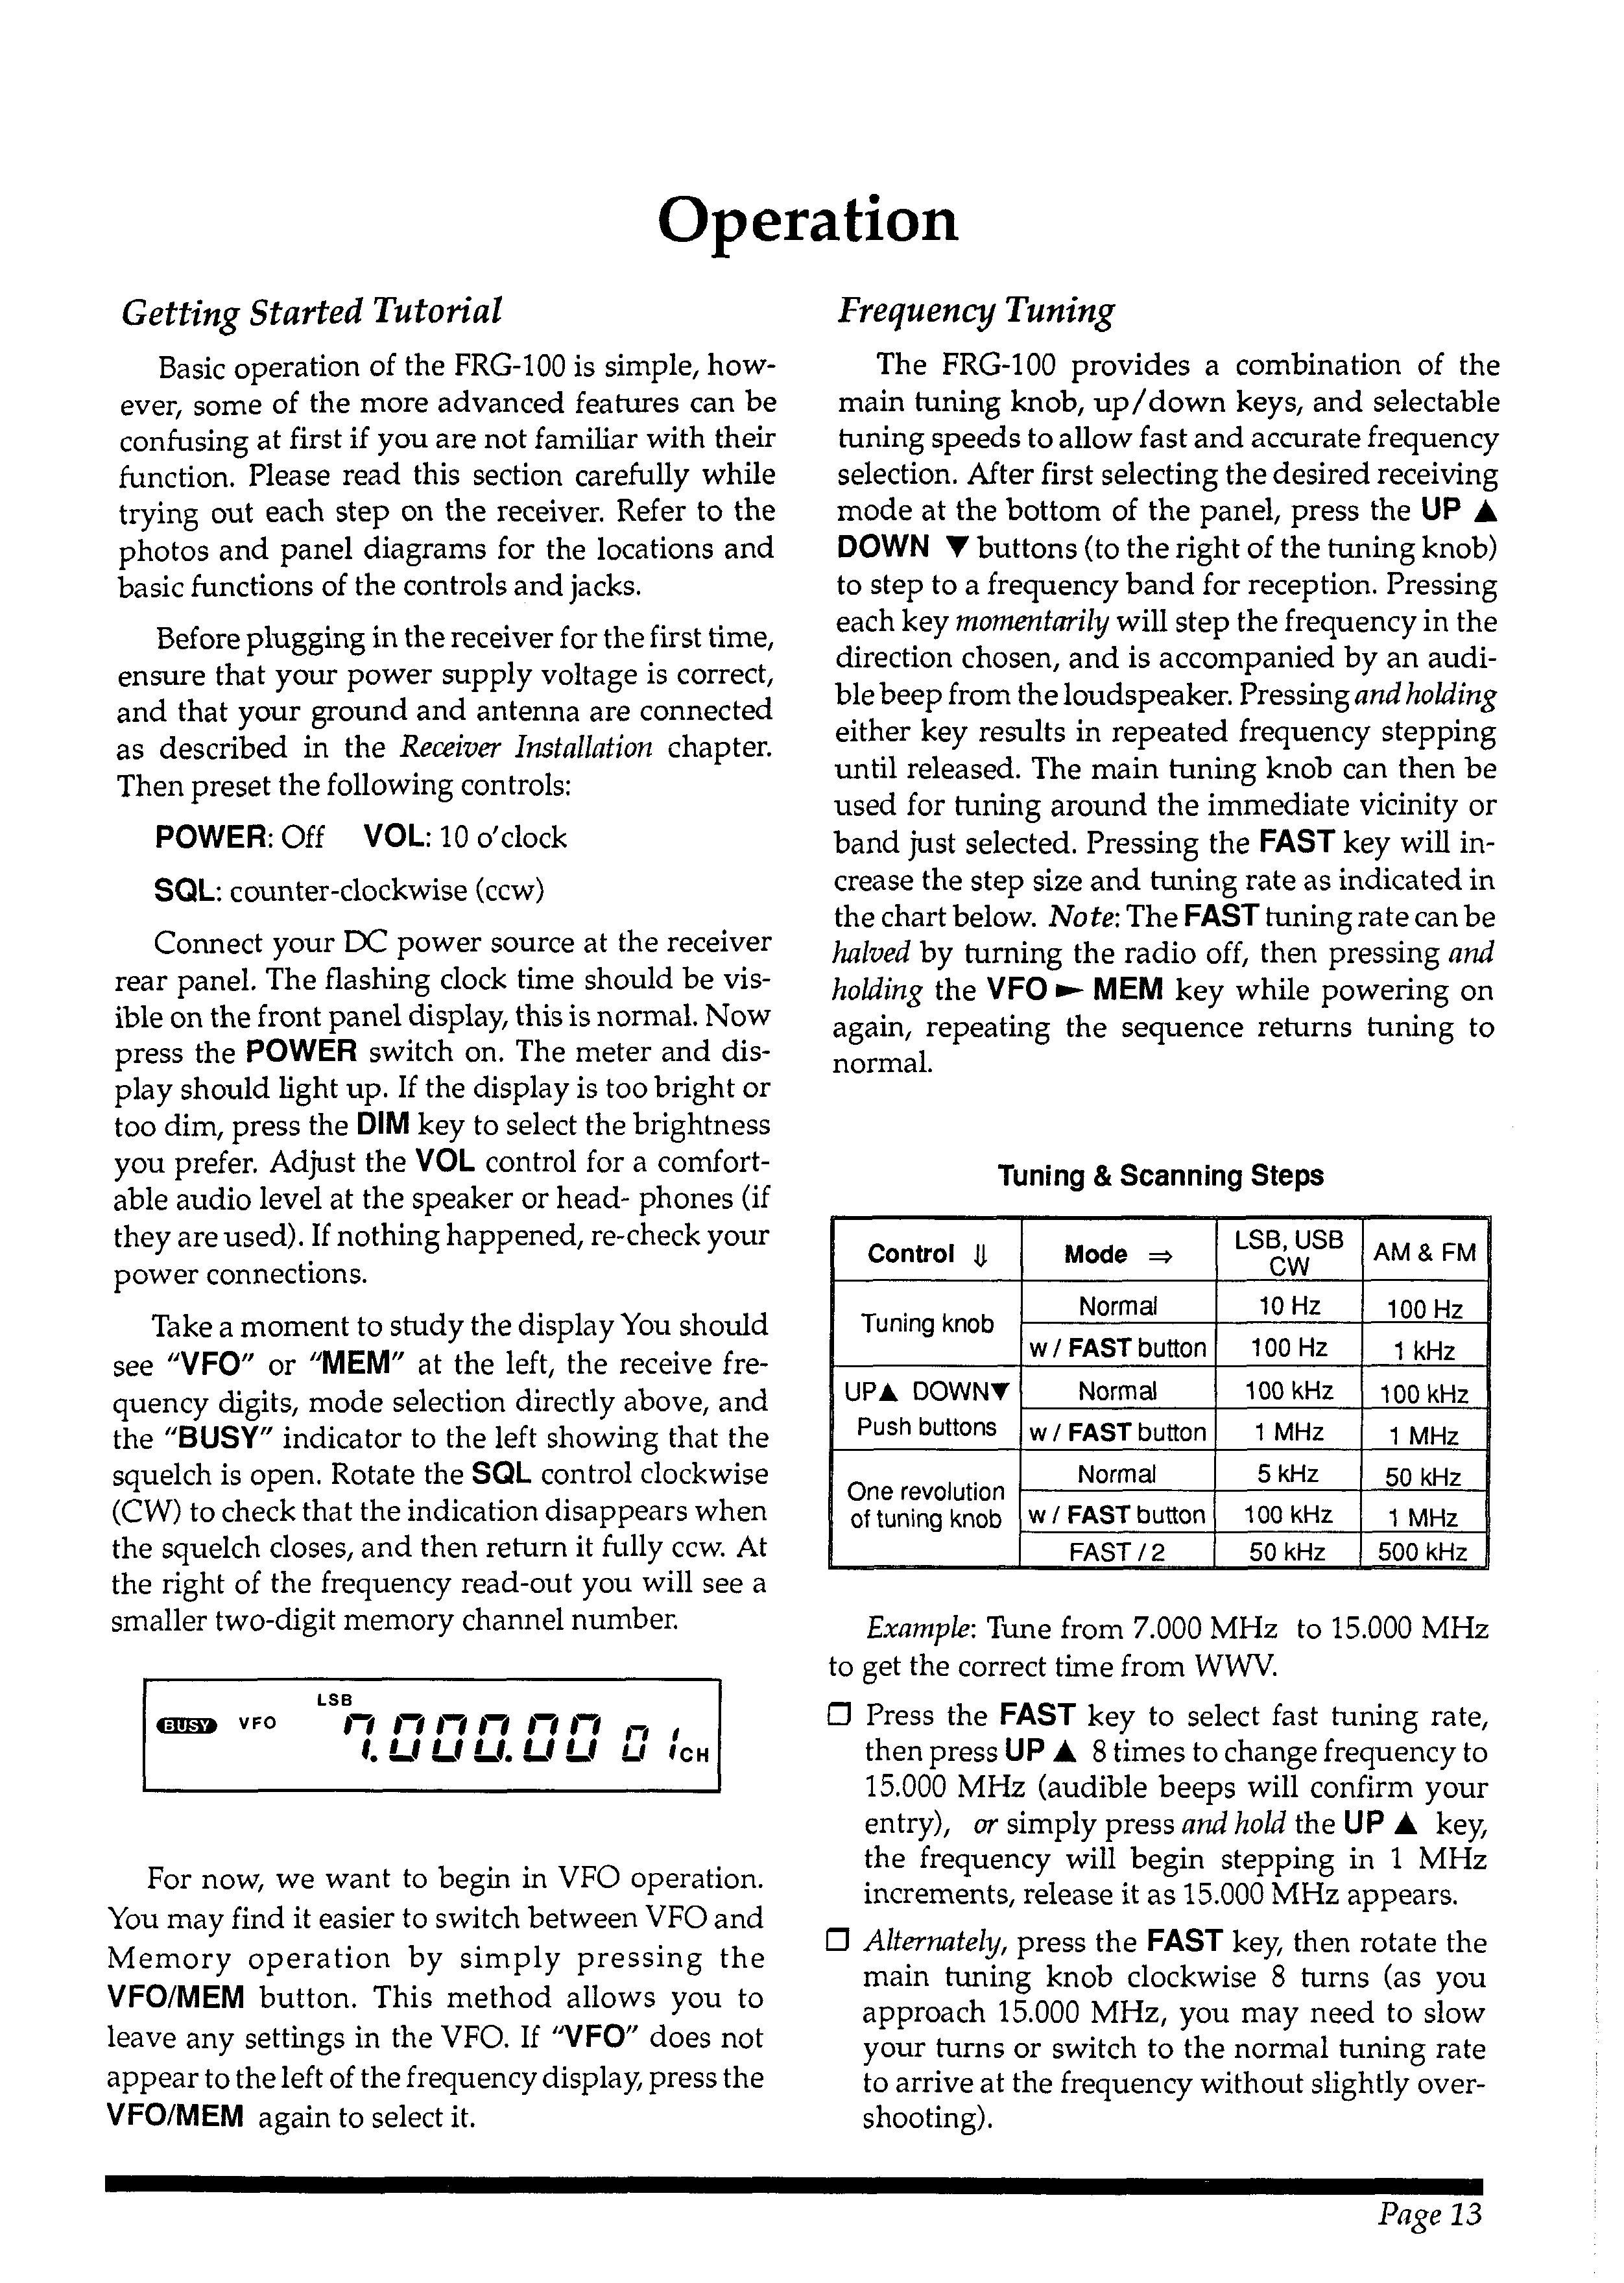 Operation
Getting Started Tutorial
Basic operation of the FRG-100 is simple, how-
ever, some of the more advanced features can be
confusing at first if you are not familiar with their
function. Please read this section carefully while
trying out each step on the receiver. Refer to the
photos and panel diagrams for the locations and
basic functions of the controls and jacks.
Before plugging in the receiver for the first time,
ensure that your power supply voltage is correct,
and that your ground and antenna are connected
as described in the Receiver Installation chapter.
Then preset the following controls:
POWER: Off VOL: 10 o'clock
SQL: counter-clockwise (ccw)
Connect your DC power source at the receiver
rear panel. The flashing clock time should be vis-
ible on the front panel display, this is normal. Now
press the POWER switch on. The meter and dis-
play should light up. If the display is too bright or
too dim, press the DIM key to select the brightness
you prefer. Adjust the VOL control for a comfort-
able audio level at the speaker or head- phones (if
they are used). If nothing happened, re-check your
power connections.
Take a moment to study the display You should
see "VFO" or "MEM" at the left, the receive fre-
quency digits, mode selection directly above, and
the "BUSY" indicator to the left showing that the
squelch is open. Rotate the SQL control clockwise
(CW) to check that the indication disappears when
the squelch closes, and then return it fully ccw. At
the right of the frequency read-out you will see a
smaller two-digit memory channel number.
LSB
BUSY VFO 7.000.00 01CH
For now, we want to begin in VFO operation.
You may find it easier to switch between VFO and
Memory operation by simply pressing the
VFO/MEM button. This method allows you to
leave any settings in the VFO. If "VFO" does not
appear to the left of the frequency display, press the
VFO/MEM again to select it.
Frequency Tuning
The FRG-100 provides a combination of the
main tuning knob, up/down keys, and selectable
tuning speeds to allow fast and accurate frequency
selection. After first selecting the desired receiving
mode at the bottom of the panel, press the UP ▲
DOWN ▼ buttons (to the right of the tuning knob)
to step to a frequency band for reception. Pressing
each key momentarily will step the frequency in the
direction chosen, and is accompanied by an audi-
ble beep from the loudspeaker. Pressing and holding
either key results in repeated frequency stepping
until released. The main tuning knob can then be
used for tuning around the immediate vicinity or
band just selected. Pressing the FAST key will in-
crease the step size and tuning rate as indicated in
the chart below. Note: The FAST tuning rate can be
halved by turning the radio off, then pressing and
holding the VFO ► MEM key while powering on
again, repeating the sequence returns tuning to
normal.
Tuning & Scanning Steps
Control ⇓ Mode ⇒ LSB, USB CW AM & FM
Tuning knob Normal 10 Hz 100 Hz
w / FAST button 100 Hz 1 kHz
UP▲ DOWN▼ Push buttons Normal 100 kHz 100 kHz
w / FAST button 1 MHz 1 MHz
One revolution of tuning knob Normal 5 kHz 50 kHz
w / FAST button 100 kHz 1 MHz
FAST / 2 50 kHz 500 kHz
Example: Tune from 7.000 MHz to 15.000 MHz
to get the correct time from WWV.
❒ Press the FAST key to select fast tuning rate,
then press UP ▲ 8 times to change frequency to
15.000 MHz (audible beeps will confirm your
entry), or simply press and hold the UP ▲ key,
the frequency will begin stepping in 1 MHz
increments, release it as 15.000 MHz appears.
❒ Alternately, press the FAST key, then rotate the
main tuning knob clockwise 8 turns (as you
approach 15.000 MHz, you may need to slow
your turns or switch to the normal tuning rate
to arrive at the frequency without slightly over-
shooting).
Page 13